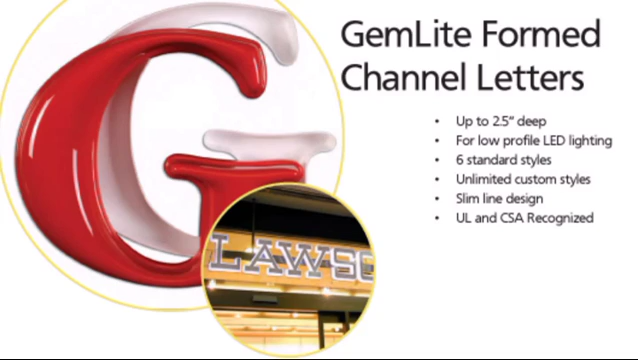 GemLite Formed
Channel Letters
• Up to 2.5" deep
• For low profile LED lighting
• 6 standard styles
• Unlimited custom styles
• Slim line design
• UL and CSA Recognized
G
LAWSO